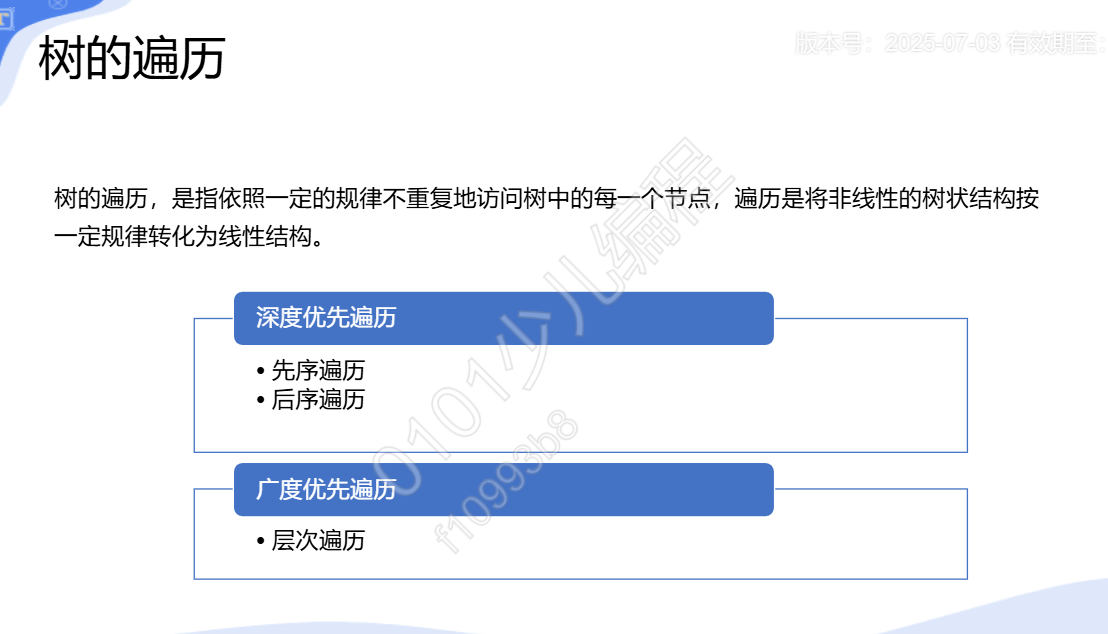 树的遍历
版本号：2025-07-03 有效期至：
树的遍历，是指依照一定的规律不重复地访问树中的每一个节点，遍历是将非线性的树状结构按
一定规律转化为线性结构。
深度优先遍历
• 先序遍历
• 后序遍历
广度优先遍历
• 层次遍历
0101少儿编程
f10993b8